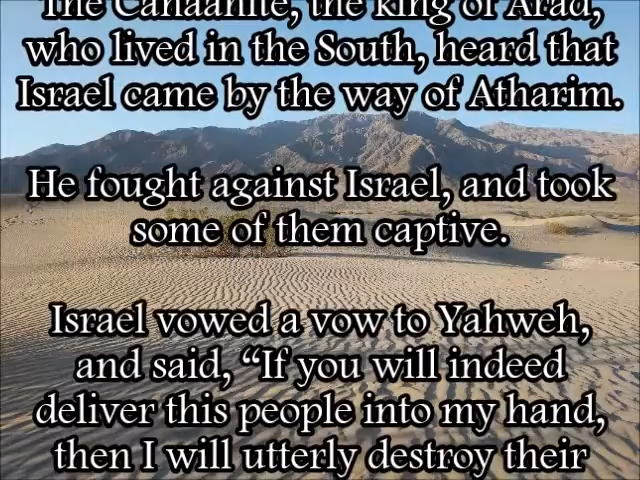 The Canaanite, the king of Arad,
who lived in the South, heard that
Israel came by the way of Atharim.
He fought against Israel, and took
some of them captive.
Israel vowed a vow to Yahweh,
and said, “If you will indeed
deliver this people into my hand,
then I will utterly destroy their